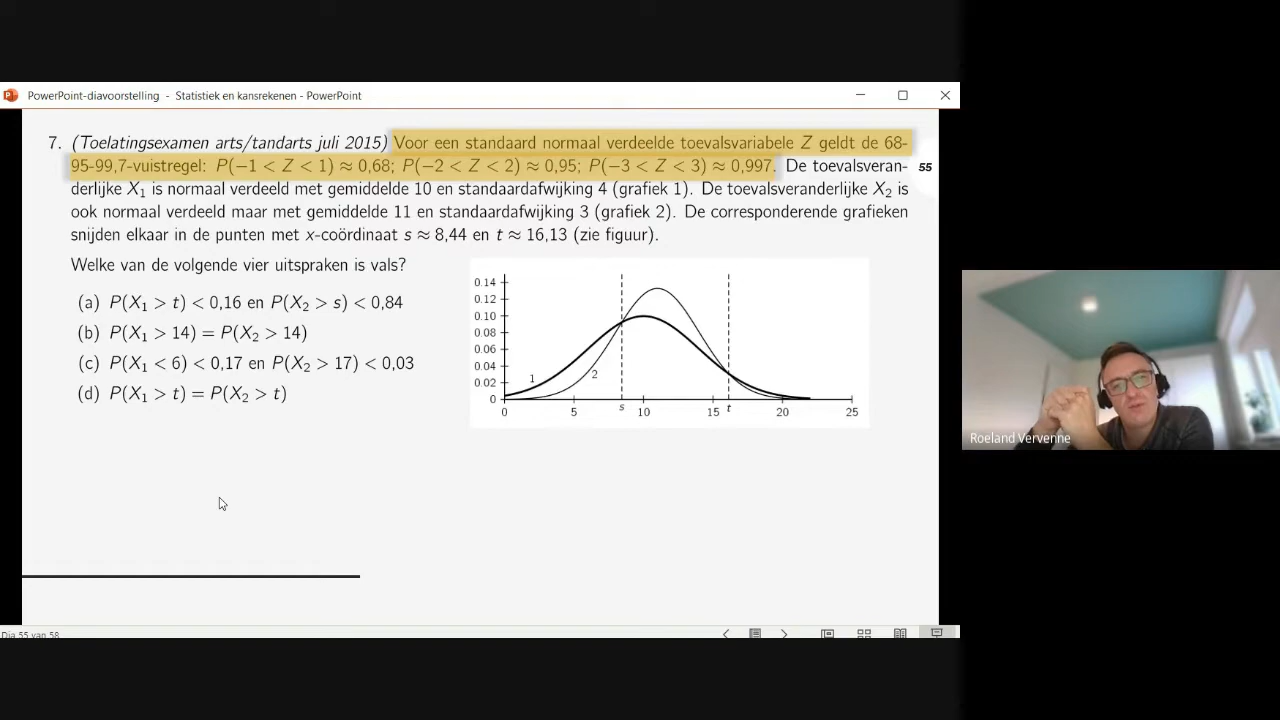 PowerPoint-diavoorstelling - Statistiek en kansrekenen - PowerPoint
7. (Toelatingsexamen arts/tandarts juli 2015) Voor een standaard normaal verdeelde toevalsvariabele Z geldt de 68-
95-99,7-vuistregel: P(−1 < Z < 1) ≈ 0,68; P(−2 < Z < 2) ≈ 0,95; P(−3 < Z < 3) ≈ 0,997. De toevalsveran-
55
derlijke X₁ is normaal verdeeld met gemiddelde 10 en standaardafwijking 4 (grafiek 1). De toevalsveranderlijke X₂ is
ook normaal verdeeld maar met gemiddelde 11 en standaardafwijking 3 (grafiek 2). De corresponderende grafieken
snijden elkaar in de punten met x-coördinaat s ≈ 8,44 en t ≈ 16,13 (zie figuur).
Welke van de volgende vier uitspraken is vals?
(a) P(X₁ > t) < 0,16 en P(X₂ > s) < 0,84
(b) P(X₁ > 14) = P(X₂ > 14)
(c) P(X₁ < 6) < 0,17 en P(X₂ > 17) < 0,03
(d) P(X₁ > t) = P(X₂ > t)
0.14
0.12
0.10
0.08
0.06
0.04
0.02
0
1
2
0 5 s 10 15 t 20 25
Roeland Vervenne
Dia 55 van 58